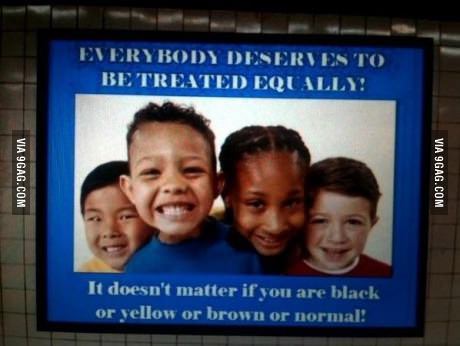 EVERYBODY DESERVES TO
BE TREATED EQUALLY!
It doesn't matter if you are black
or yellow or brown or normal!
VIA 9GAG.COM
VIA 9GAG.COM